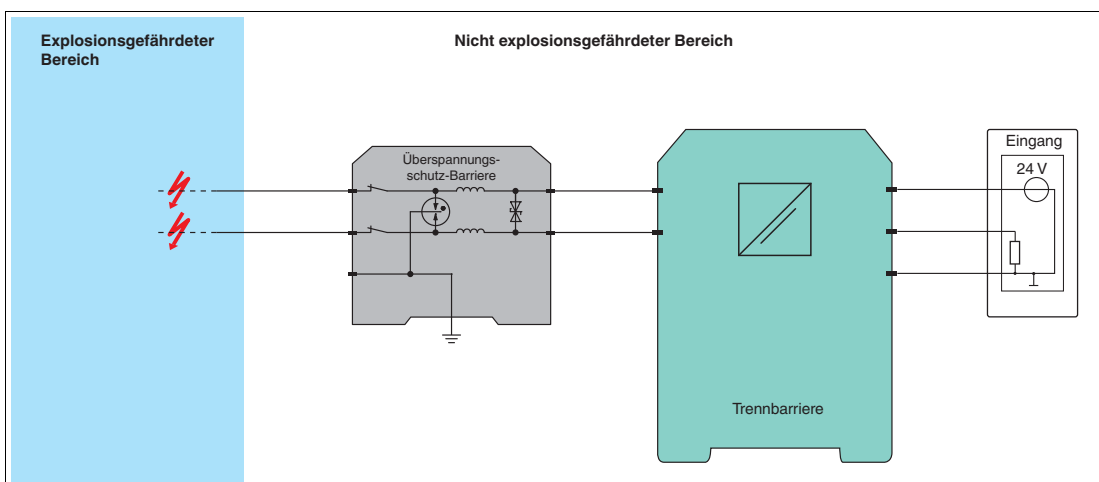 Explosionsgefährdeter
Bereich
Nicht explosionsgefährdeter Bereich
Überspannungs-
schutz-Barriere
Eingang
24 V
Trennbarriere